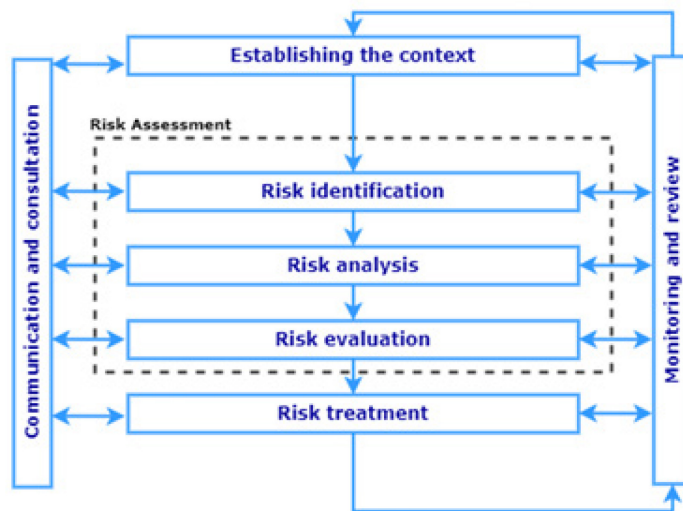 Establishing the context
Risk Assessment
Risk identification
Risk analysis
Risk evaluation
Risk treatment
Communication and consultation
Monitoring and review